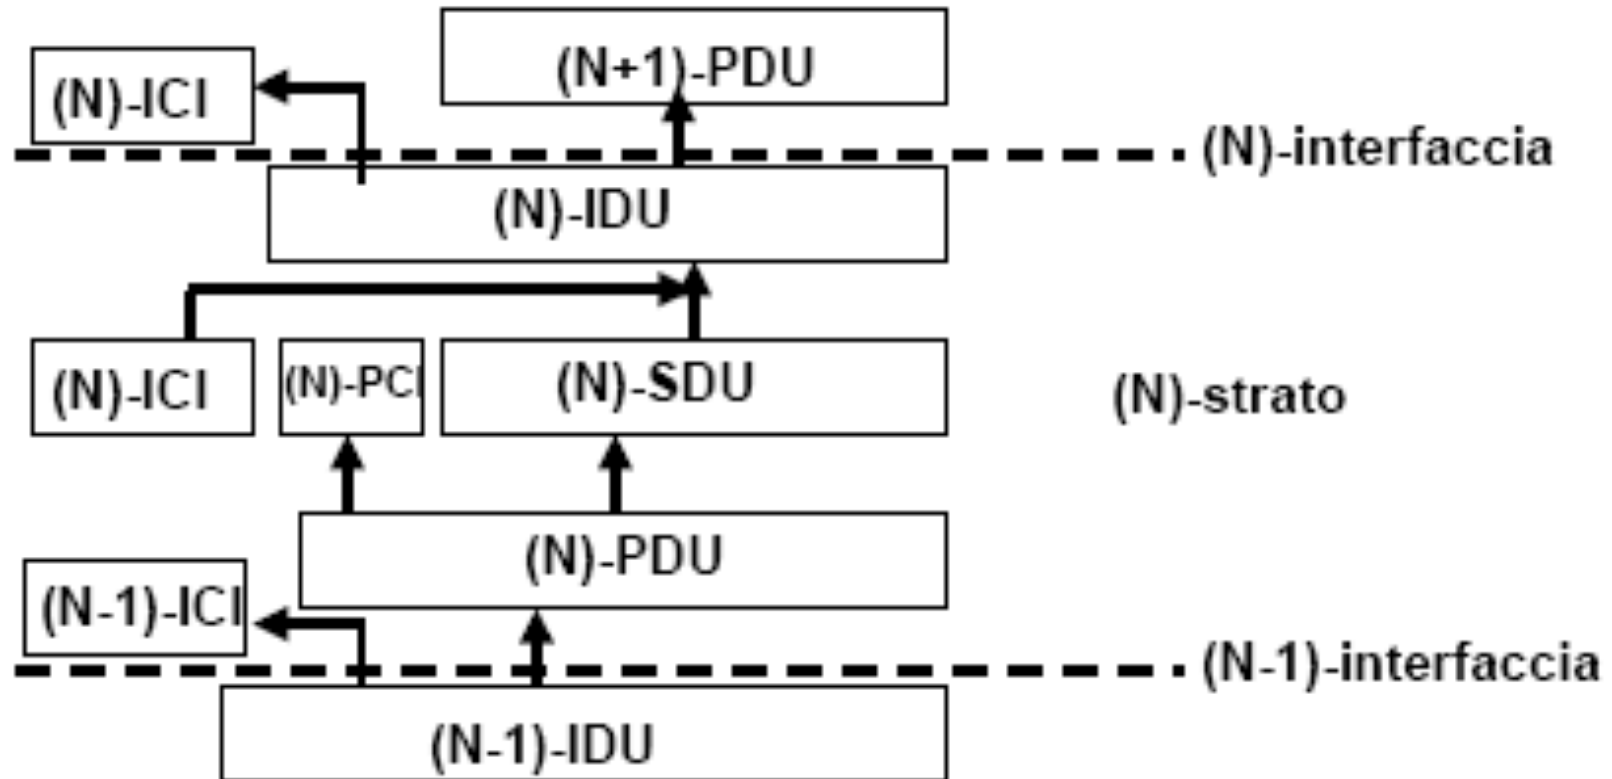 (N+1)-PDU
(N)-ICI
(N)-interfaccia
(N)-IDU
(N)-ICI
(N)-PCI
(N)-SDU
(N)-strato
(N)-PDU
(N-1)-ICI
(N-1)-interfaccia
(N-1)-IDU